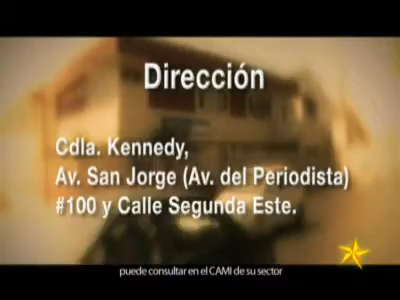 Dirección
Cdla. Kennedy,
Av. San Jorge (Av. del Periodista)
#100 y Calle Segunda Este.
puede consultar en el CAMI de su sector